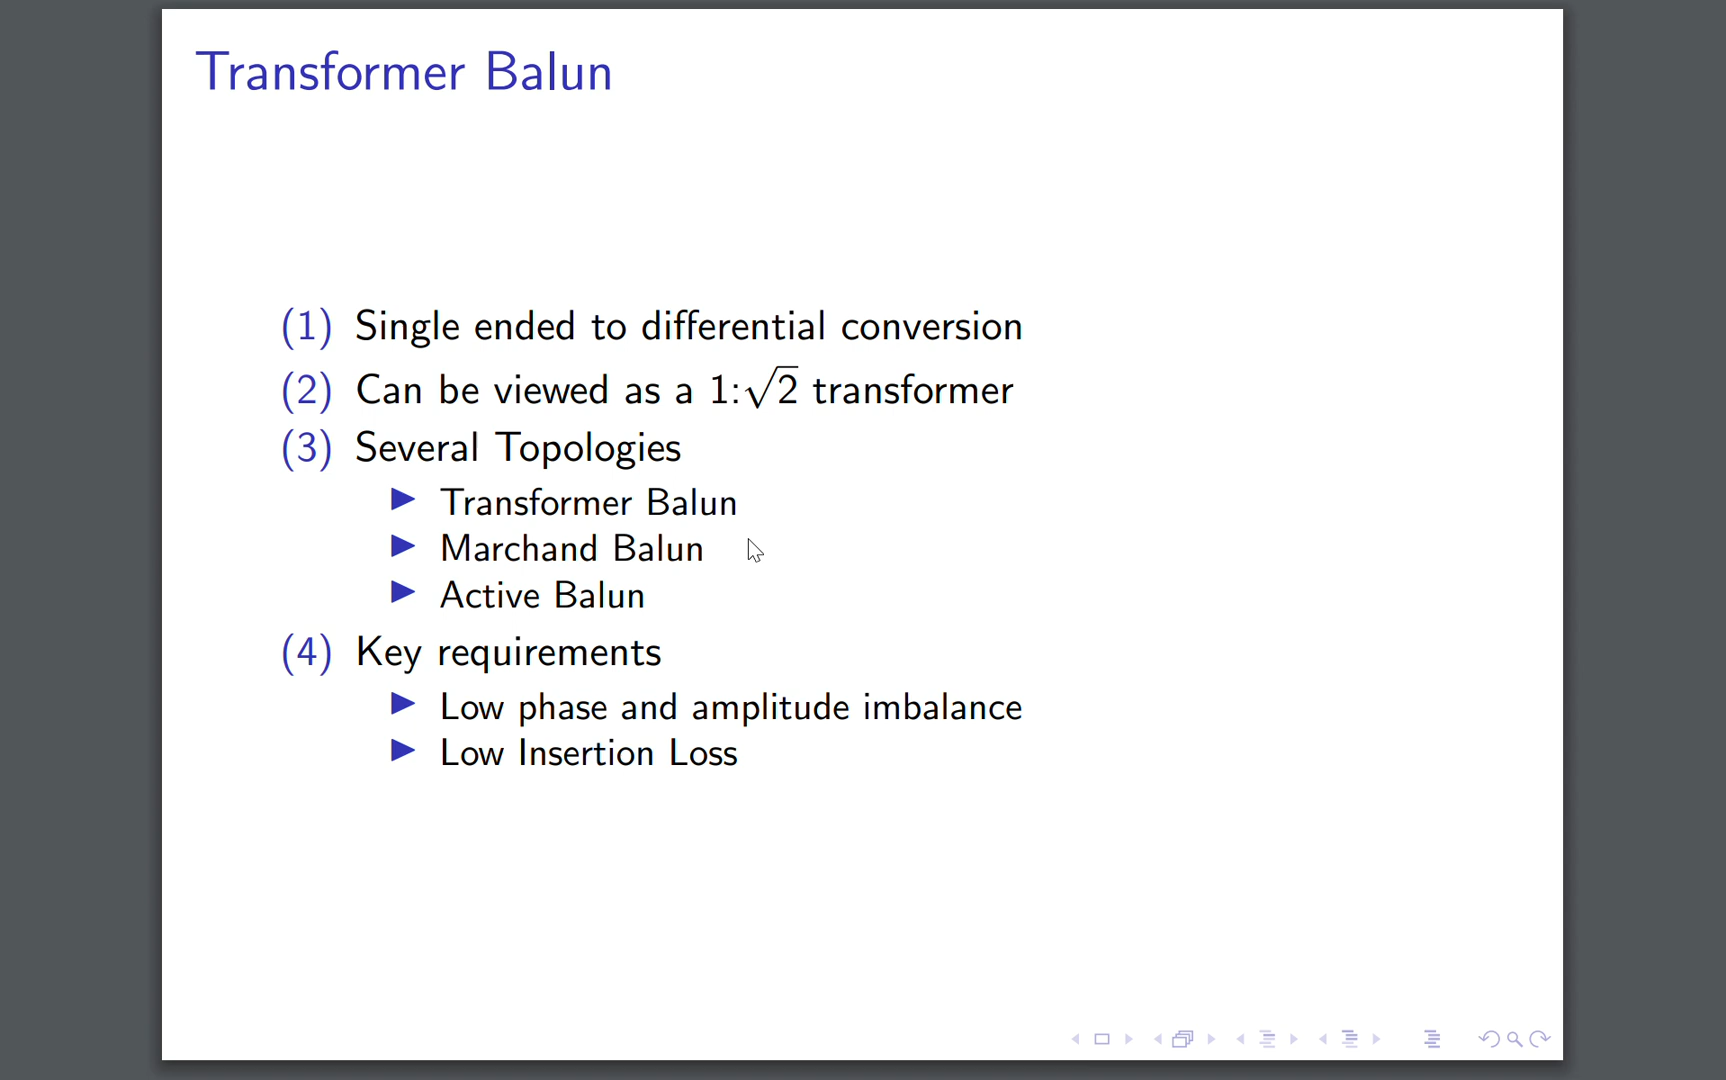 Transformer Balun
(1) Single ended to differential conversion
(2) Can be viewed as a 1:√2 transformer
(3) Several Topologies
▶ Transformer Balun
▶ Marchand Balun
▶ Active Balun
(4) Key requirements
▶ Low phase and amplitude imbalance
▶ Low Insertion Loss